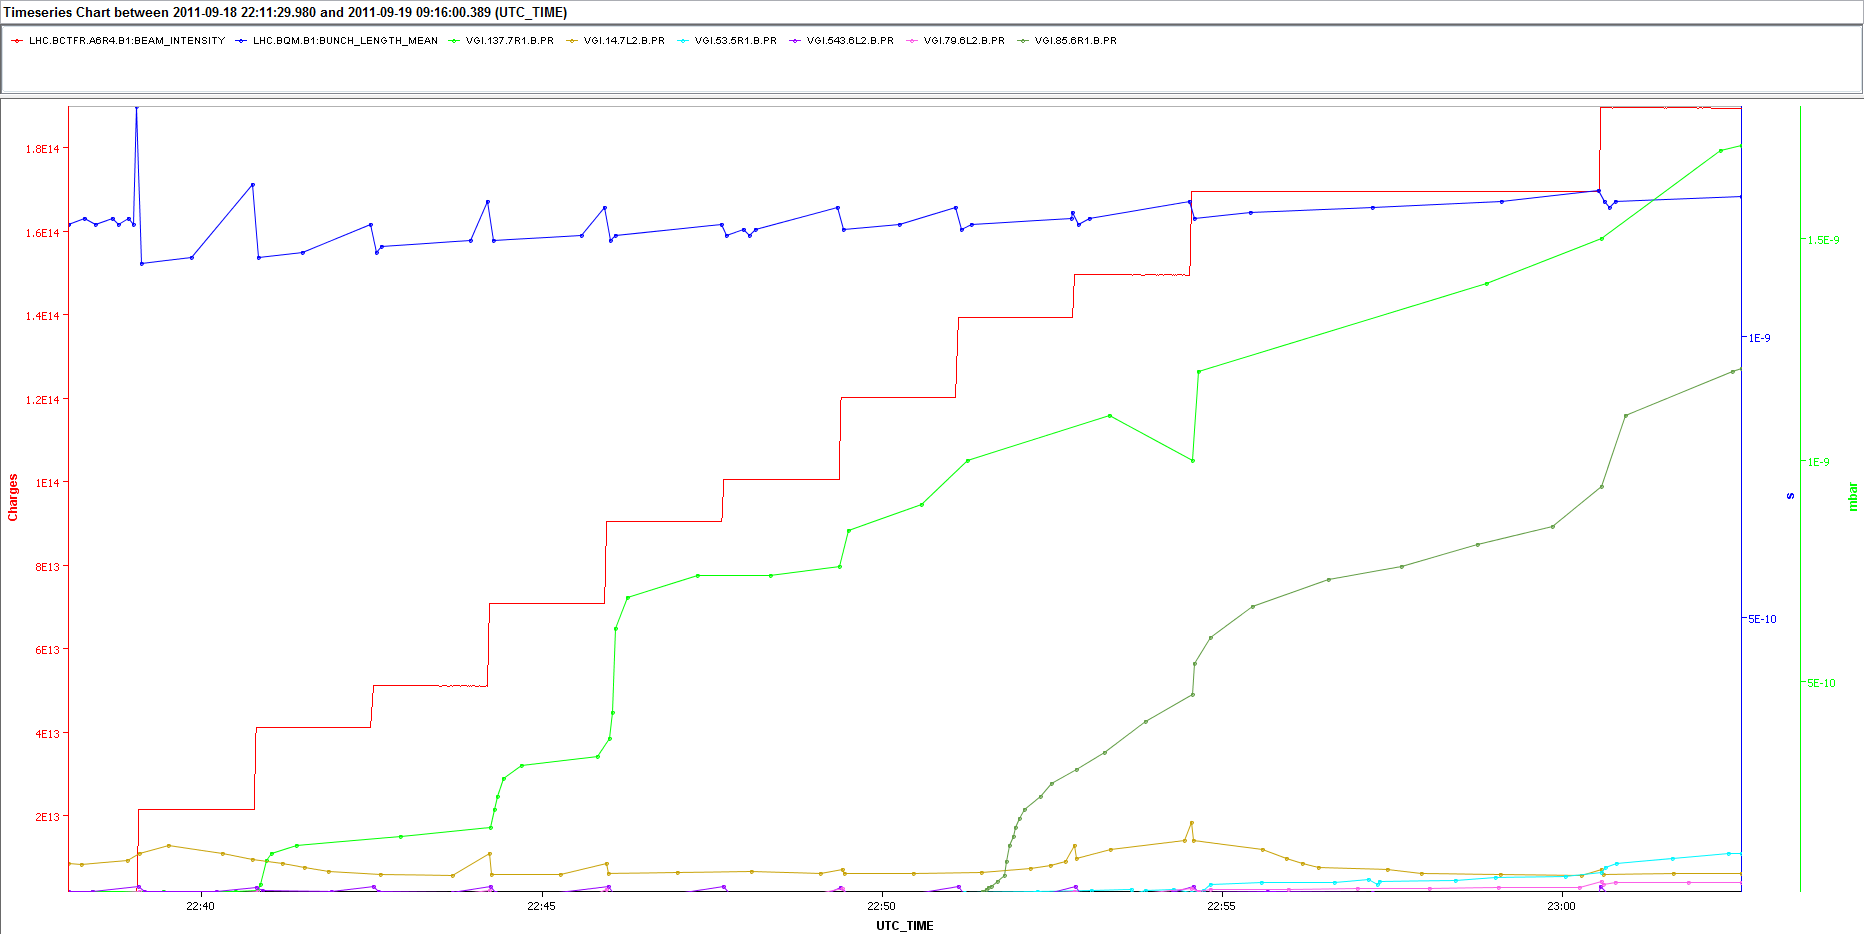 Timeseries Chart between 2011-09-18 22:11:29.980 and 2011-09-19 09:16:00.389 (UTC_TIME)
LHC.BCTFR.A6R4.B1:BEAM_INTENSITY LHC.BQM.B1:BUNCH_LENGTH_MEAN VGI.137.7R1.B.PR VGI.14.7L2.B.PR VGI.53.5R1.B.PR VGI.543.6L2.B.PR VGI.79.6L2.B.PR VGI.85.6R1.B.PR
Charges
1.8E14
1.6E14
1.4E14
1.2E14
1E14
8E13
6E13
4E13
2E13
1E-9
5E-10
s
1.5E-9
1E-9
5E-10
mbar
22:40 22:45 22:50 22:55 23:00
UTC_TIME